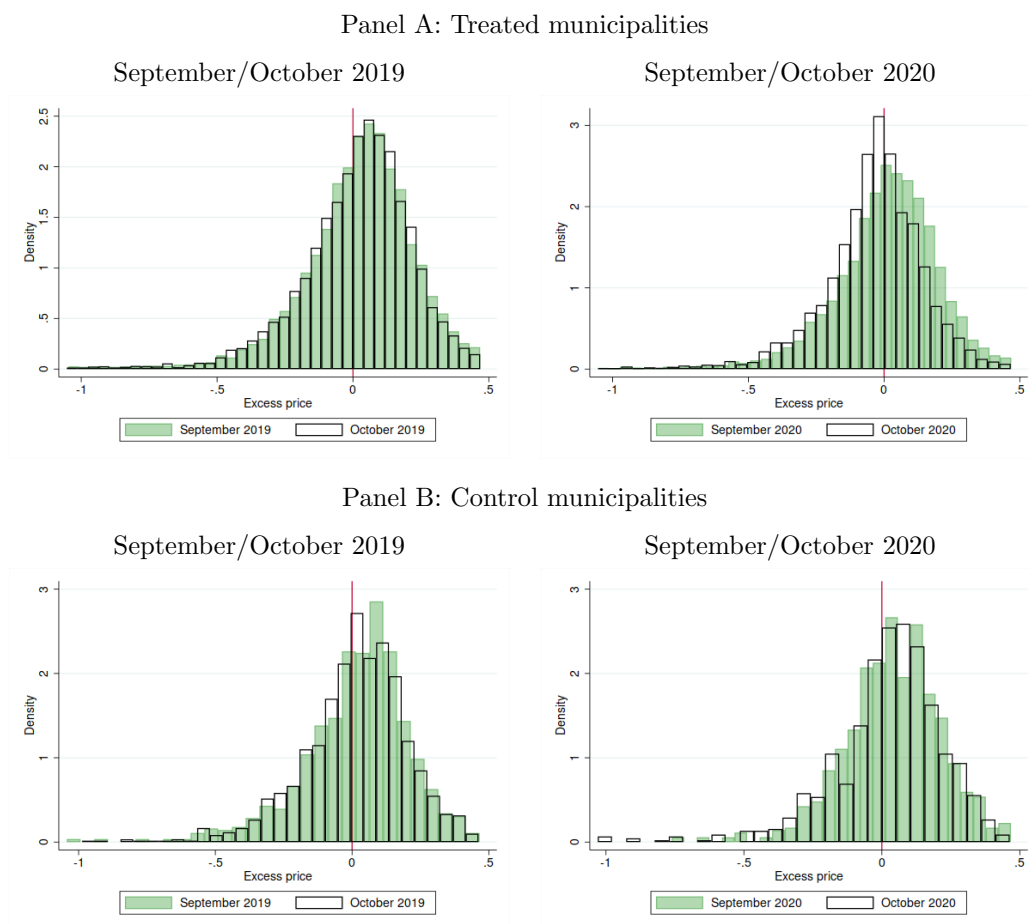 Panel A: Treated municipalities
September/October 2019 September/October 2020
Density
2.5
2
1.5
1
.5
0
-1 -.5 0 .5
Excess price
September 2019 October 2019
Density
3
2
1
0
-1 -.5 0 .5
Excess price
September 2020 October 2020
Panel B: Control municipalities
September/October 2019 September/October 2020
Density
3
2
1
0
-1 -.5 0 .5
Excess price
September 2019 October 2019
Density
3
2
1
0
-1 -.5 0 .5
Excess price
September 2020 October 2020